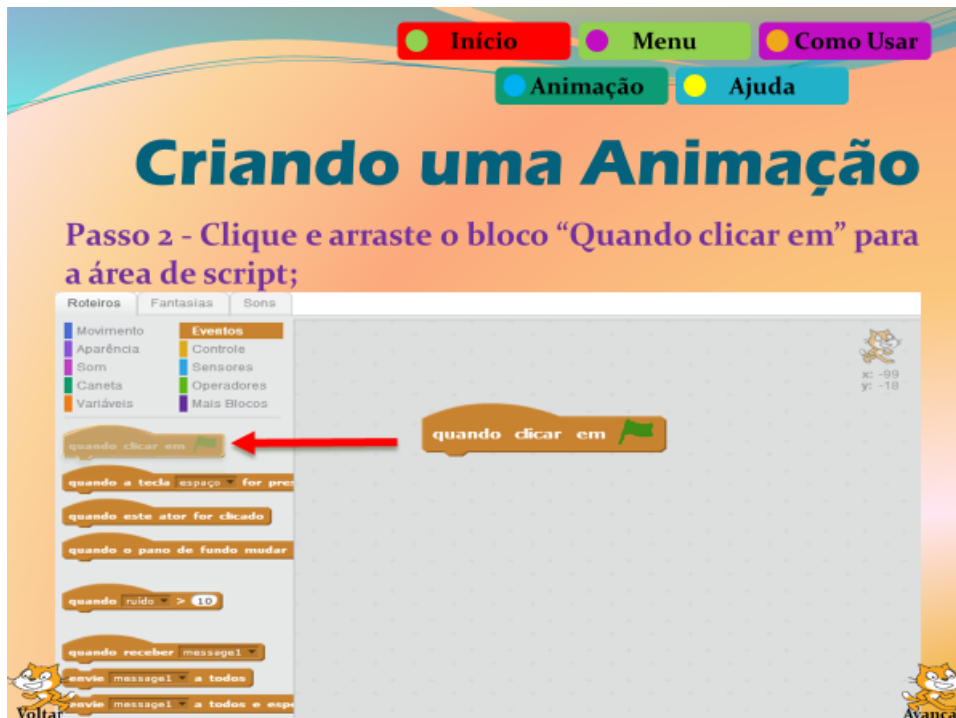 Início
Menu
Como Usar
Animação
Ajuda
Criando uma Animação
Passo 2 - Clique e arraste o bloco “Quando clicar em” para
a área de script;
Roteiros
Fantasias
Sons
Movimento
Eventos
Aparência
Controle
Som
Sensores
Caneta
Operadores
Variáveis
Mais Blocos
x: -99
y: -18
quando clicar em
quando clicar em
quando a tecla espaço for pres
quando este ator for clicado
quando o pano de fundo mudar
quando ruído > 10
quando receber message1
envie message1 a todos
envie message1 a todos e espe
Voltar
Avança